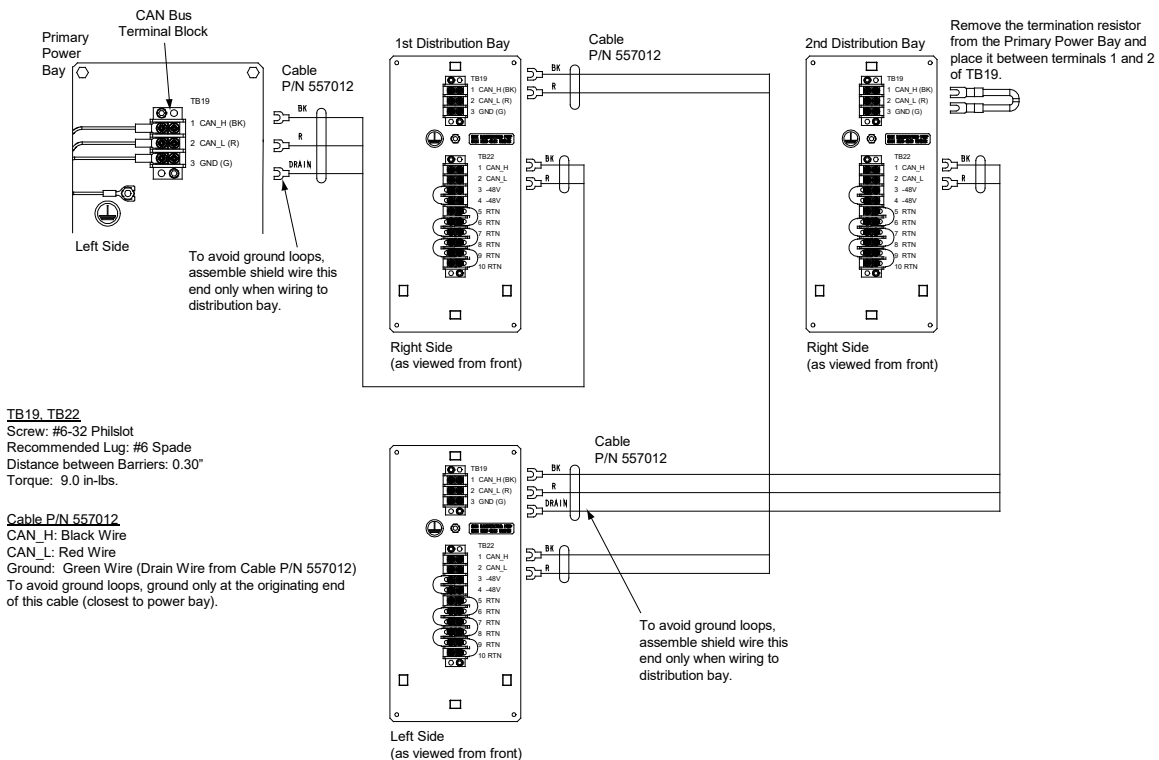 CAN Bus
Terminal Block
Primary
Power
Bay
TB19
1 CAN_H (BK)
2 CAN_L (R)
3 GND (G)
Left Side
Cable
P/N 557012
BK
R
DRAIN
To avoid ground loops,
assemble shield wire this
end only when wiring to
distribution bay.
1st Distribution Bay
TB19
1 CAN_H (BK)
2 CAN_L (R)
3 GND (G)
TB22
1 CAN_H
2 CAN_L
3 -48V
4 -48V
5 RTN
6 RTN
7 RTN
8 RTN
9 RTN
10 RTN
Right Side
(as viewed from front)
Cable
P/N 557012
BK
R
BK
R
2nd Distribution Bay
TB19
1 CAN_H (BK)
2 CAN_L (R)
3 GND (G)
TB22
1 CAN_H
2 CAN_L
3 -48V
4 -48V
5 RTN
6 RTN
7 RTN
8 RTN
9 RTN
10 RTN
Right Side
(as viewed from front)
BK
R
Remove the termination resistor
from the Primary Power Bay and
place it between terminals 1 and 2
of TB19.
TB19, TB22
Screw: #6-32 Philslot
Recommended Lug: #6 Spade
Distance between Barriers: 0.30"
Torque: 9.0 in-lbs.
Cable P/N 557012
CAN_H: Black Wire
CAN_L: Red Wire
Ground: Green Wire (Drain Wire from Cable P/N 557012)
To avoid ground loops, ground only at the originating end
of this cable (closest to power bay).
TB19
1 CAN_H (BK)
2 CAN_L (R)
3 GND (G)
TB22
1 CAN_H
2 CAN_L
3 -48V
4 -48V
5 RTN
6 RTN
7 RTN
8 RTN
9 RTN
10 RTN
Left Side
(as viewed from front)
Cable
P/N 557012
BK
R
DRAIN
BK
R
To avoid ground loops,
assemble shield wire this
end only when wiring to
distribution bay.